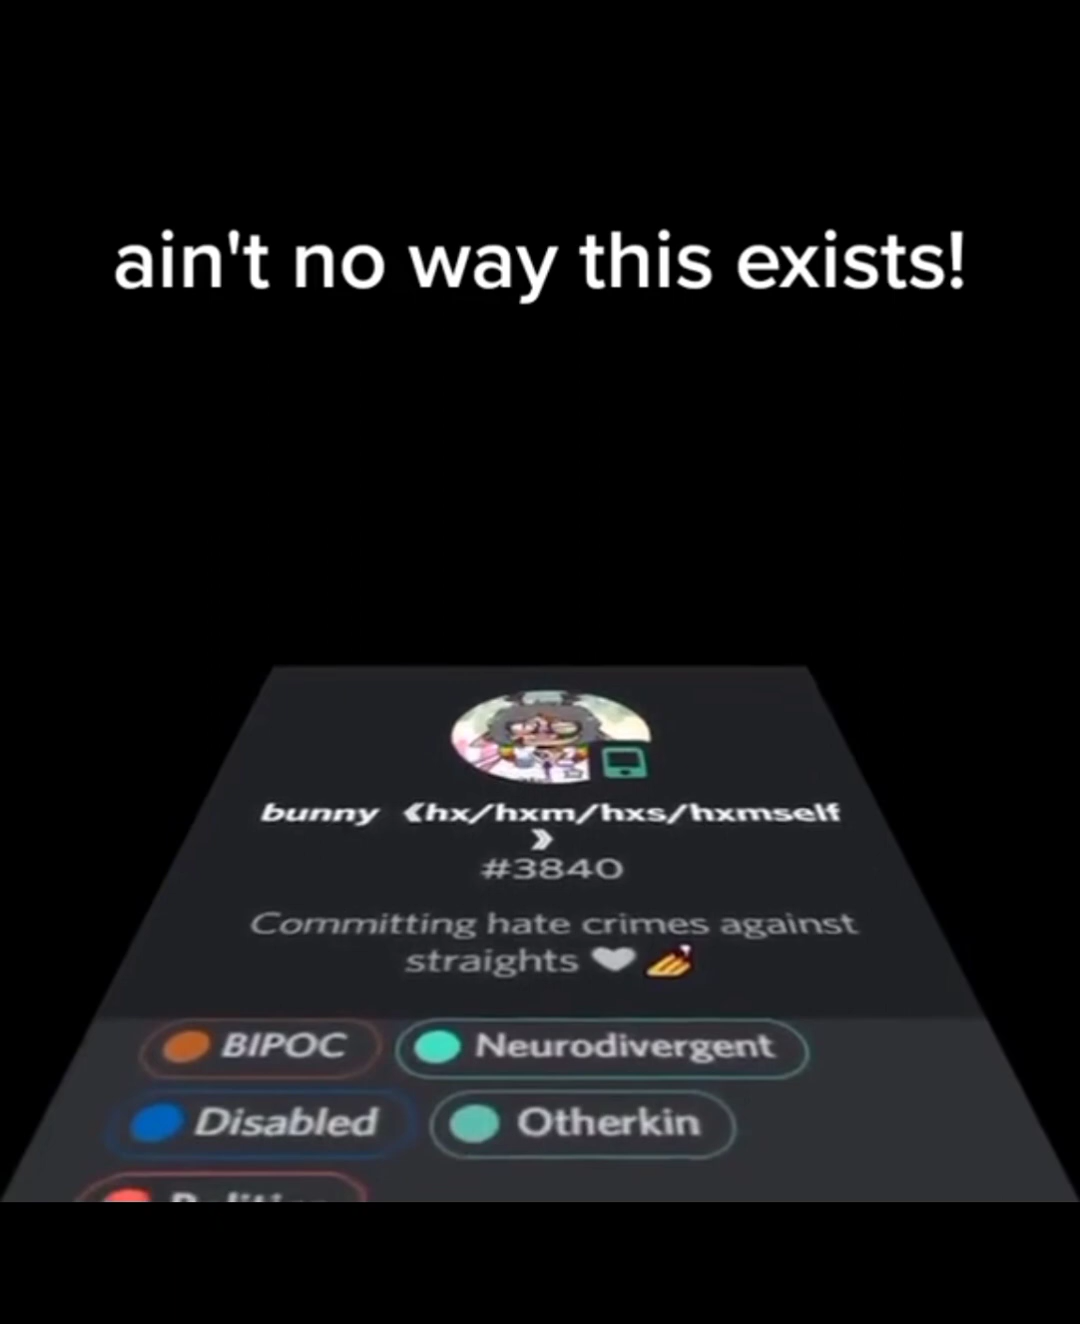 ain't no way this exists!
bunny 《hx/hxm/hxs/hxmself
》
#3840
Committing hate crimes against
straights
BIPOC
Neurodivergent
Disabled
Otherkin